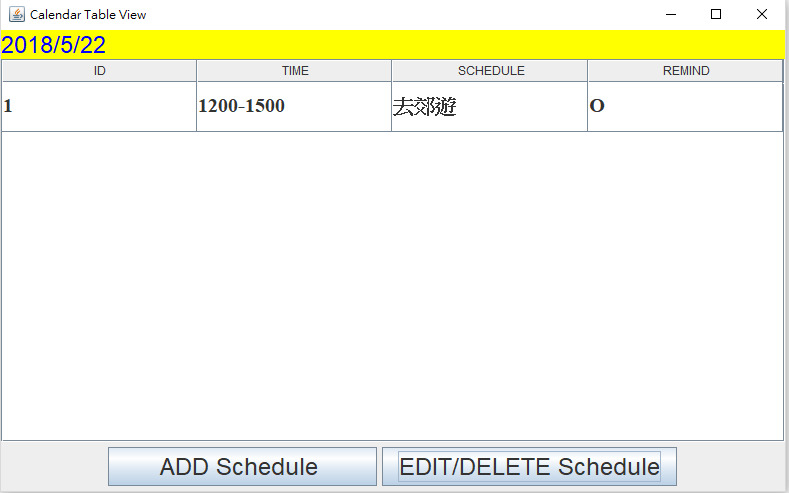 Calendar Table View
2018/5/22
ID TIME SCHEDULE REMIND
1 1200-1500 去郊遊 O
ADD Schedule EDIT/DELETE Schedule